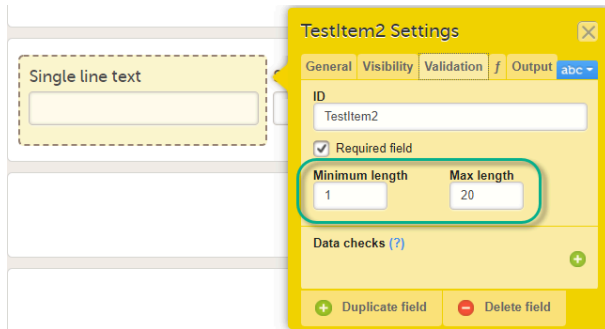 TestItem2 Settings
General Visibility Validation f Output abc
Single line text
ID
TestItem2
Required field
Minimum length Max length
1 20
Data checks (?)
Duplicate field Delete field